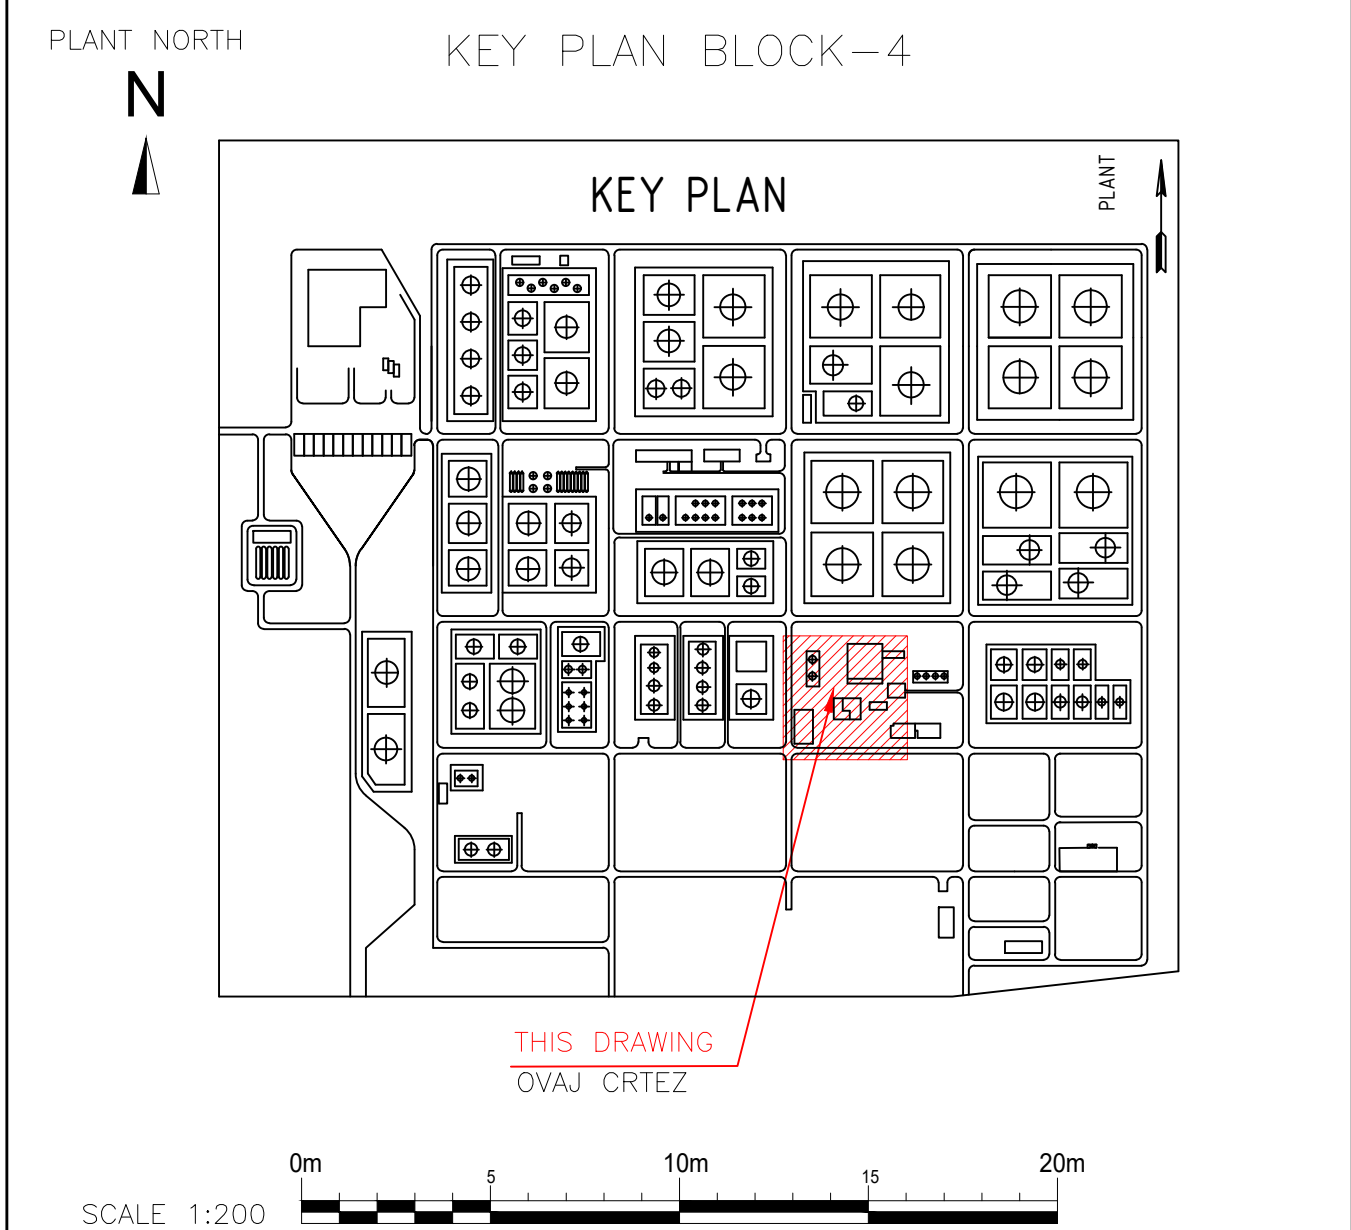 PLANT NORTH
KEY PLAN BLOCK-4
N
KEY PLAN
PLANT
THIS DRAWING
OVAJ CRTEZ
0m 5 10m 15 20m
SCALE 1:200